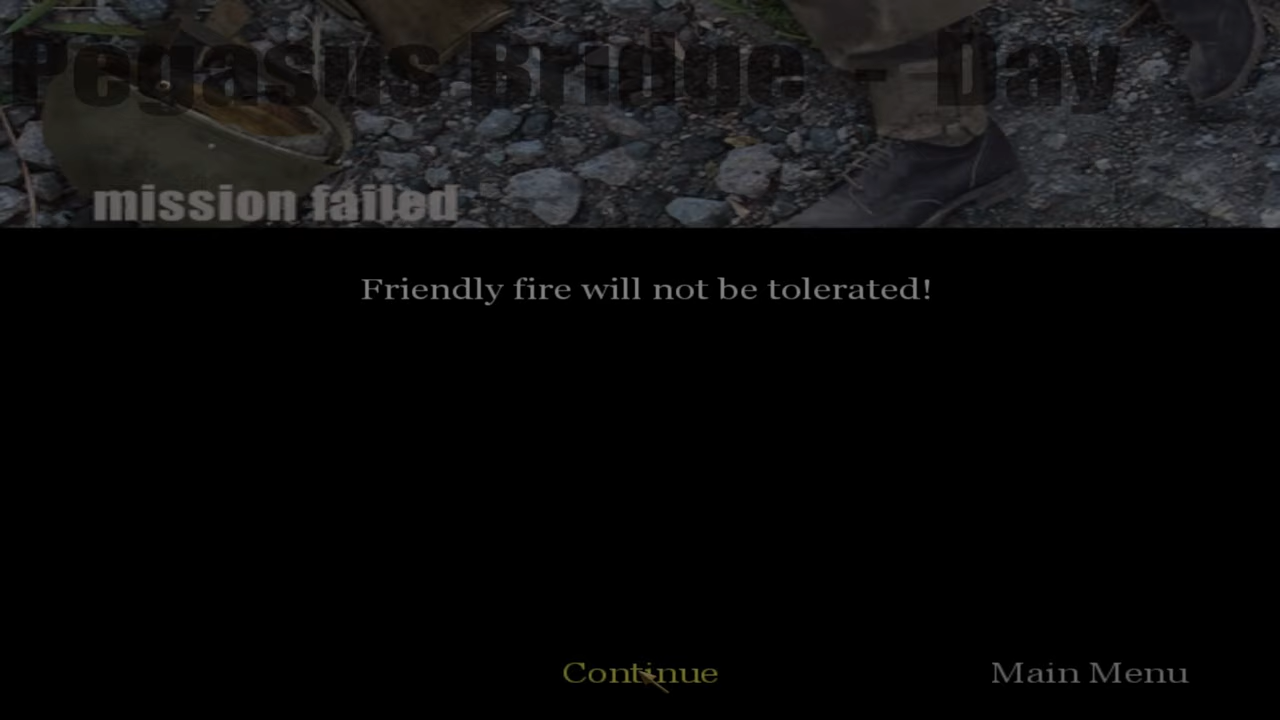 Pegasus Bridge - Day
mission failed
Friendly fire will not be tolerated!
Continue
Main Menu